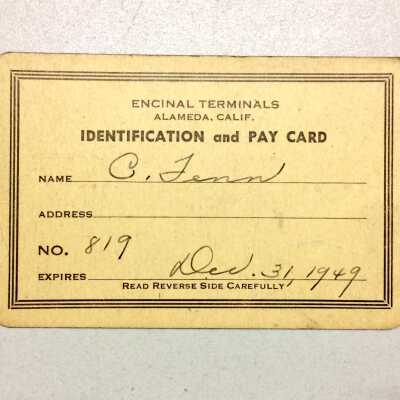 ENCINAL TERMINALS
ALAMEDA, CALIF.
IDENTIFICATION and PAY CARD
NAME C. Fenn
ADDRESS
NO. 819
EXPIRES Dec. 31, 1949
READ REVERSE SIDE CAREFULLY